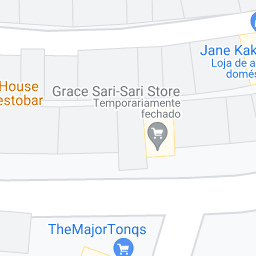 Jane Kak
Loja de a
domés
House
estobar
Grace Sari-Sari Store
Temporariamente
fechado
TheMajorTonqs